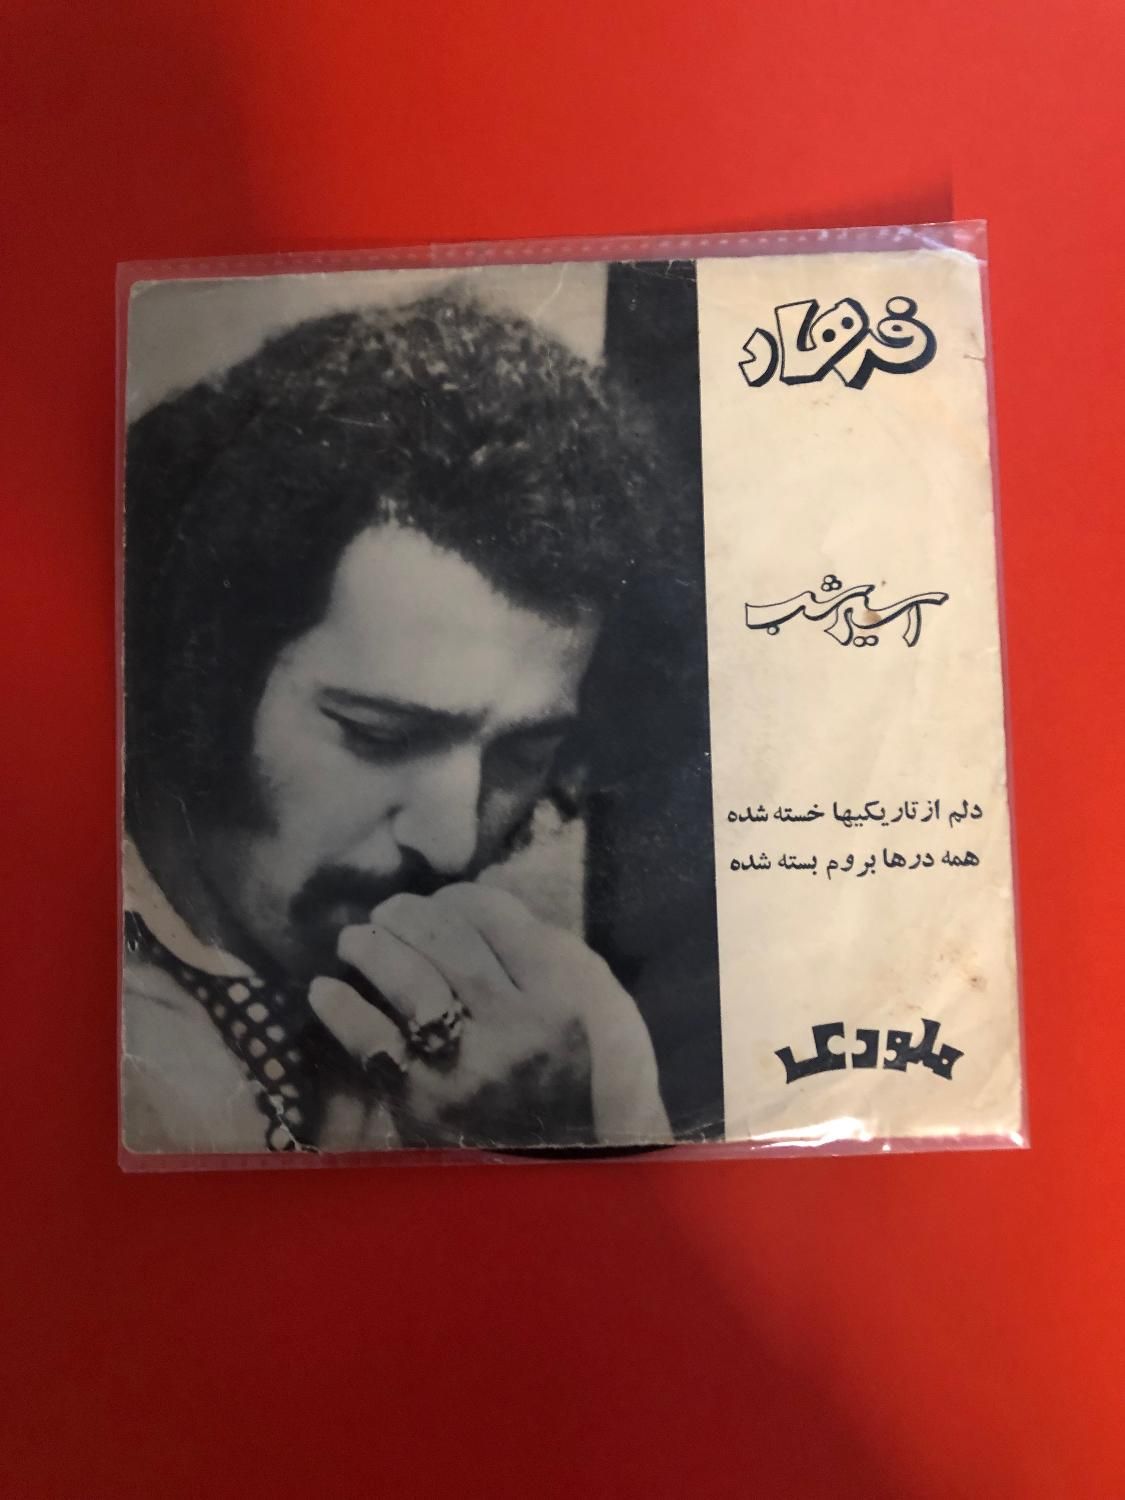 فرهاد
اسیر شب
دلم از تاریکیها خسته شده
همه درها بروم بسته شده
ملودی